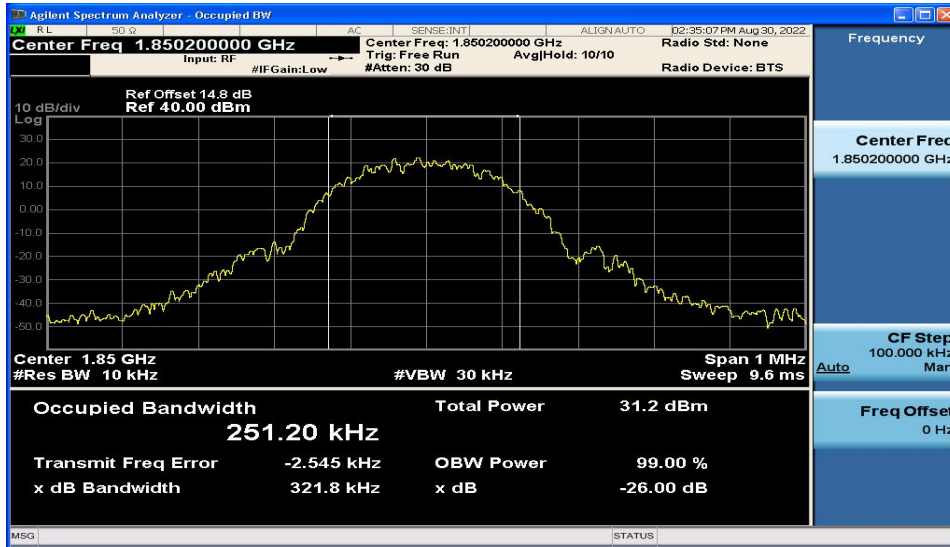 Agilent Spectrum Analyzer - Occupied BW
LXI RL 50 Ω AC SENSE:INT ALIGN AUTO 02:35:07 PM Aug 30, 2022
Center Freq 1.850200000 GHz
Input: RF
#IFGain:Low
Center Freq: 1.850200000 GHz
Trig: Free Run Avg|Hold: 10/10
#Atten: 30 dB
Radio Std: None
Radio Device: BTS
Ref Offset 14.8 dB
10 dB/div Ref 40.00 dBm
Log
30.0
20.0
10.0
0.00
-10.0
-20.0
-30.0
-40.0
-50.0
Center 1.85 GHz Span 1 MHz
#Res BW 10 kHz #VBW 30 kHz Sweep 9.6 ms
Occupied Bandwidth Total Power 31.2 dBm
251.20 kHz
Transmit Freq Error -2.545 kHz OBW Power 99.00 %
x dB Bandwidth 321.8 kHz x dB -26.00 dB
MSG STATUS
Frequency
Center Freq
1.850200000 GHz
CF Step
100.000 kHz
Auto Man
Freq Offset
0 Hz